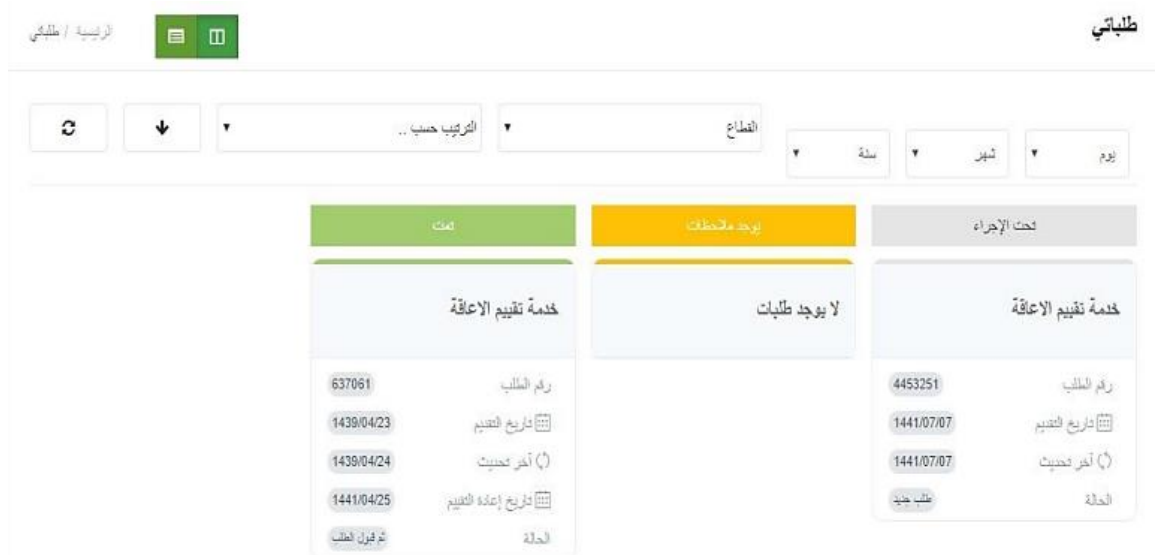 طلباتي
الرئيسية / طلباتي
يوم
شهر
سنة
القطاع
الترتيب حسب ..
تحت الإجراء
خدمة تقييم الاعاقة
رقم الطلب 4453251
تاريخ التقديم 1441/07/07
آخر تحديث 1441/07/07
الحالة طلب جديد
يوجد ملاحظات
لا يوجد طلبات
تمت
خدمة تقييم الاعاقة
رقم الطلب 637061
تاريخ التقديم 1439/04/23
آخر تحديث 1439/04/24
تاريخ إعادة التقييم 1441/04/25
الحالة تم قبول الطلب